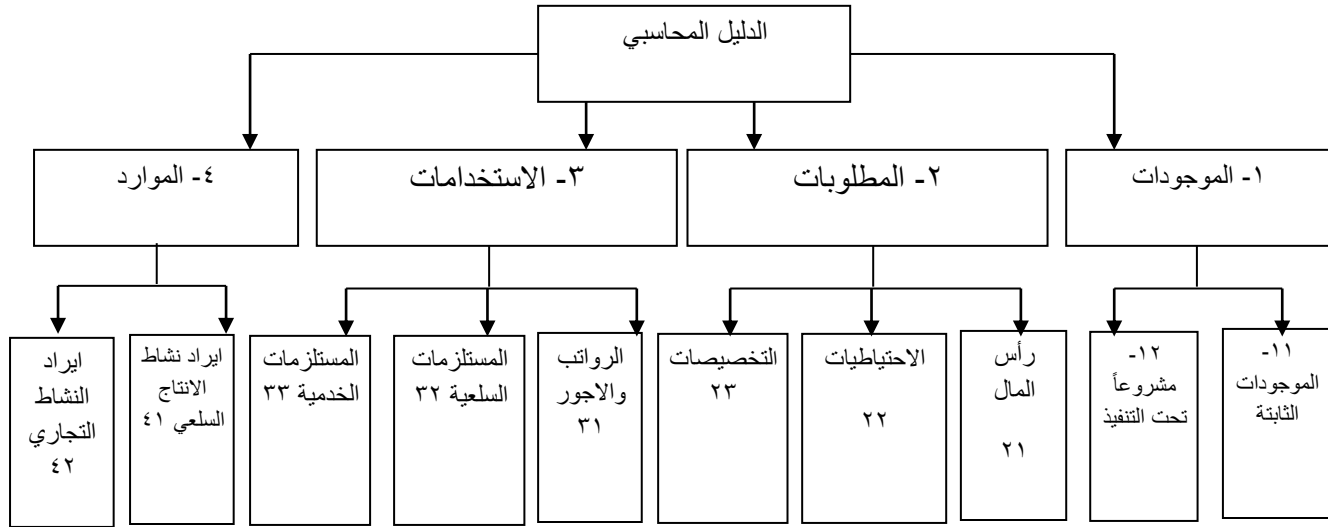 الدليل المحاسبي
١- الموجودات
٢- المطلوبات
٣- الاستخدامات
٤- الموارد
١١-
الموجودات
الثابتة
١٢-
مشروعاً
تحت التنفيذ
رأس
المال
٢١
الاحتياطيات
٢٢
التخصيصات
٢٣
الرواتب
والاجور
٣١
المستلزمات
السلعية ٣٢
المستلزمات
الخدمية ٣٣
ايراد نشاط
الانتاج
السلعي ٤١
ايراد
النشاط
التجاري
٤٢